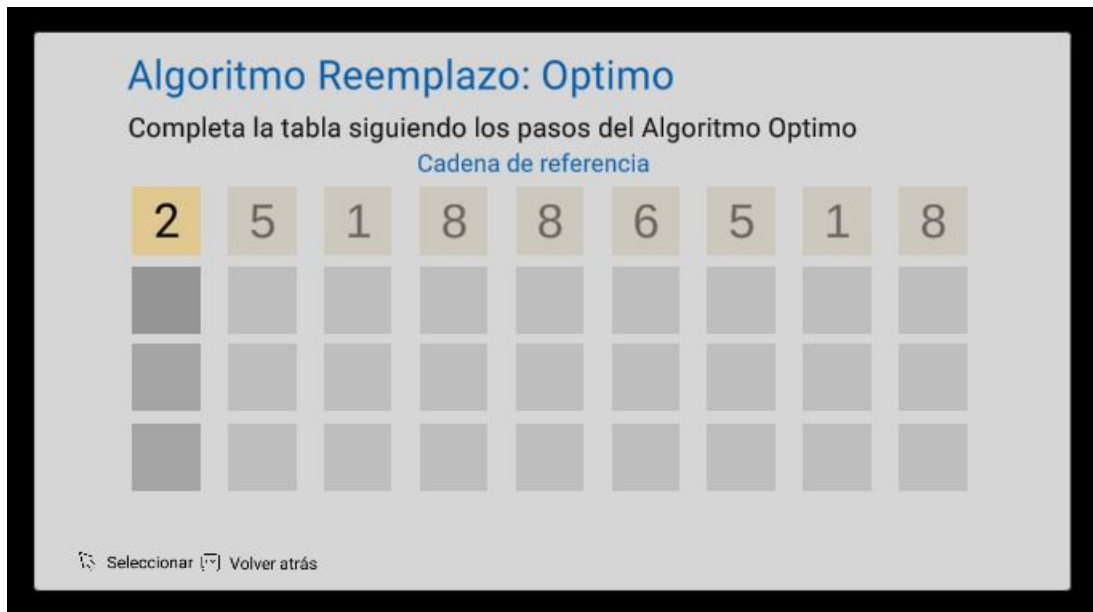 Algoritmo Reemplazo: Optimo
Completa la tabla siguiendo los pasos del Algoritmo Optimo
Cadena de referencia
2 5 1 8 8 6 5 1 8
Seleccionar Volver atrás